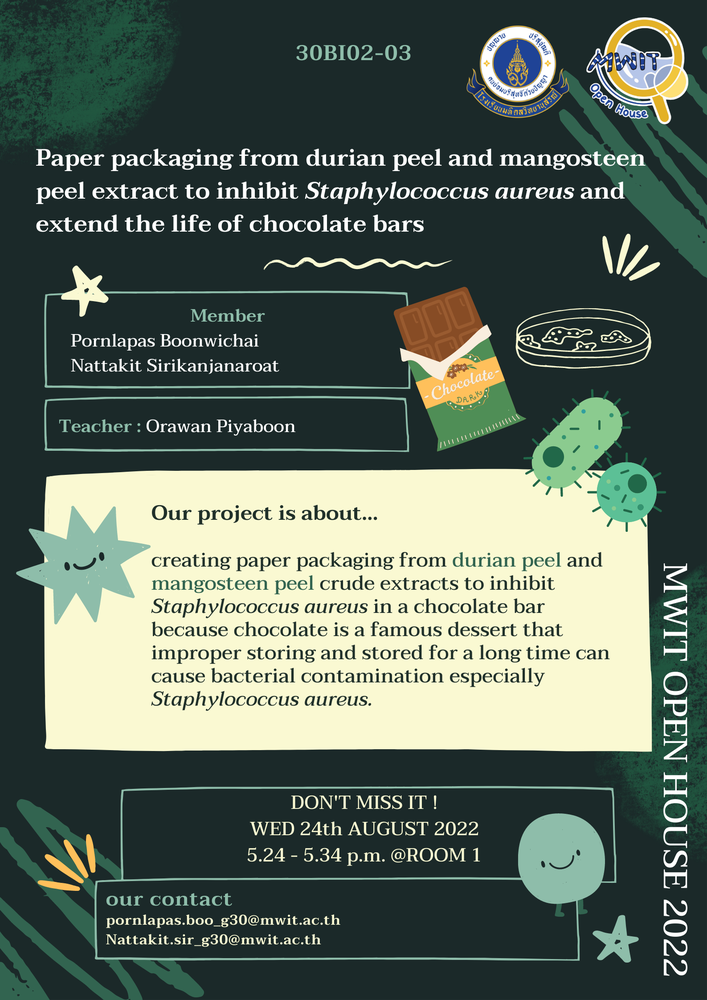 30BI02-03
MWIT
Open House
Paper packaging from durian peel and mangosteen
peel extract to inhibit Staphylococcus aureus and
extend the life of chocolate bars
Member
Pornlapas Boonwichai
Nattakit Sirikanjanaroat
Teacher : Orawan Piyaboon
-Chocolate-
Our project is about...
creating paper packaging from durian peel and
mangosteen peel crude extracts to inhibit
Staphylococcus aureus in a chocolate bar
because chocolate is a famous dessert that
improper storing and stored for a long time can
cause bacterial contamination especially
Staphylococcus aureus.
MWIT OPEN HOUSE 2022
DON'T MISS IT !
WED 24th AUGUST 2022
5.24 - 5.34 p.m. @ROOM 1
our contact
pornlapas.boo_g30@mwit.ac.th
Nattakit.sir_g30@mwit.ac.th